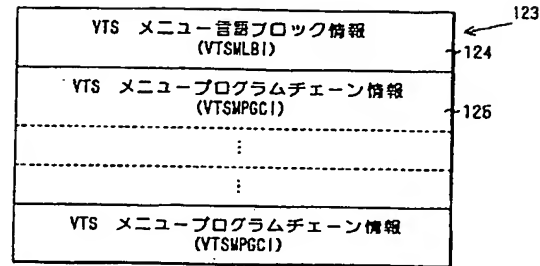 123
VTS メニュー言語ブロック情報
(VTSMLBI)
124
VTS メニュープログラムチェーン情報
(VTSMPGCI)
125
⋮
⋮
VTS メニュープログラムチェーン情報
(VTSMPGCI)